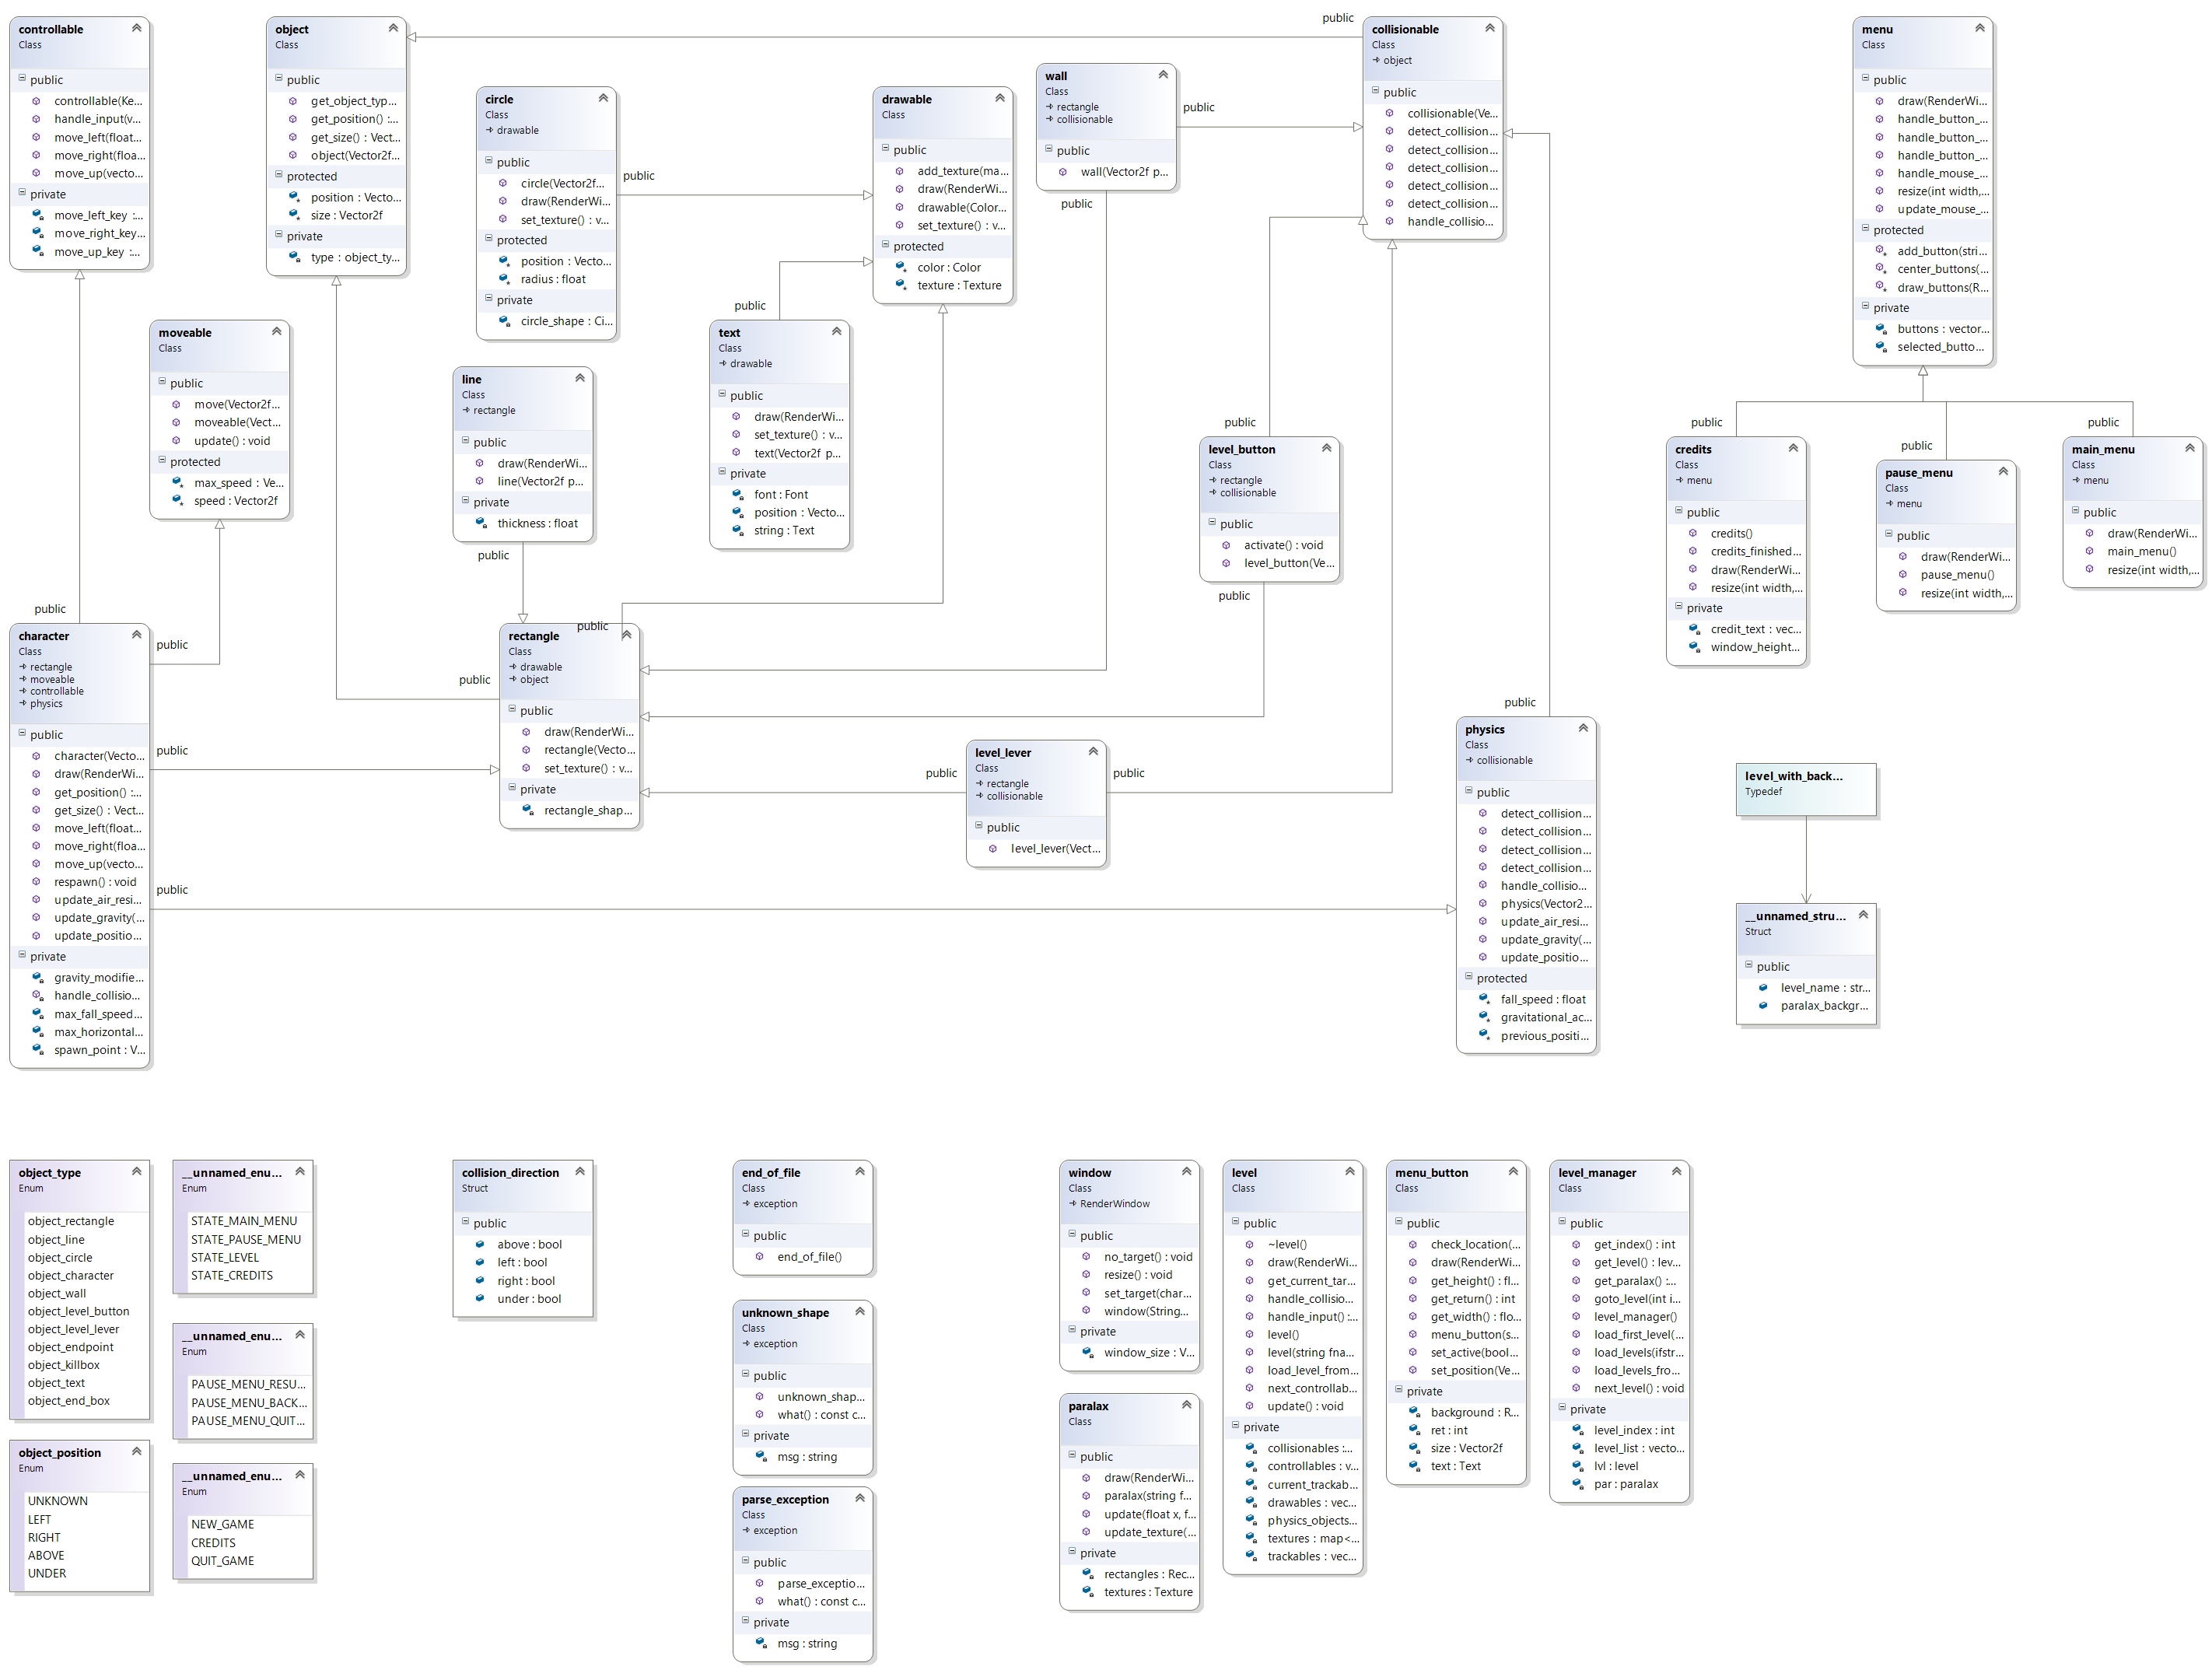 controllable
Class
public
controllable(Ke...
handle_input(v...
move_left(float...
move_right(floa...
move_up(vecto...
private
move_left_key :...
move_right_key...
move_up_key :...
object
Class
public
get_object_typ...
get_position() :...
get_size() : Vect...
object(Vector2f...
protected
position : Vecto...
size : Vector2f
private
type : object_ty...
circle
Class
drawable
public
circle(Vector2f...
draw(RenderWi...
set_texture() : v...
protected
position : Vecto...
radius : float
private
circle_shape : Ci...
public
drawable
Class
public
add_texture(ma...
draw(RenderWi...
drawable(Color...
set_texture() : v...
protected
color : Color
texture : Texture
wall
Class
rectangle
collisionable
public
wall(Vector2f p...
public
public
public
collisionable
Class
object
public
collisionable(Ve...
detect_collision...
detect_collision...
detect_collision...
detect_collision...
detect_collision...
handle_collisio...
menu
Class
public
draw(RenderWi...
handle_button_...
handle_button_...
handle_button_...
handle_mouse_...
resize(int width,...
update_mouse_...
protected
add_button(stri...
center_buttons(...
draw_buttons(R...
private
buttons : vector...
selected_butto...
moveable
Class
public
move(Vector2f...
moveable(Vect...
update() : void
protected
max_speed : Ve...
speed : Vector2f
line
Class
rectangle
public
draw(RenderWi...
line(Vector2f p...
private
thickness : float
public
public
text
Class
drawable
public
draw(RenderWi...
set_texture() : v...
text(Vector2f p...
private
font : Font
position : Vecto...
string : Text
public
level_button
Class
rectangle
collisionable
public
activate() : void
level_button(Ve...
public
public
credits
Class
menu
public
credits()
credits_finished...
draw(RenderWi...
resize(int width,...
private
credit_text : vec...
window_height...
public
pause_menu
Class
menu
public
draw(RenderWi...
pause_menu()
resize(int width,...
public
main_menu
Class
menu
public
draw(RenderWi...
main_menu()
resize(int width,...
public
character
Class
rectangle
moveable
controllable
physics
public
character(Vecto...
draw(RenderWi...
get_position() :...
get_size() : Vect...
move_left(float...
move_right(floa...
move_up(vecto...
respawn() : void
update_air_resi...
update_gravity(...
update_positio...
private
gravity_modifie...
handle_collisio...
max_fall_speed...
max_horizontal...
spawn_point : V...
public
public
public
public
public
rectangle
Class
drawable
object
public
draw(RenderWi...
rectangle(Vecto...
set_texture() : v...
private
rectangle_shap...
public
level_lever
Class
rectangle
collisionable
public
level_lever(Vect...
public
public
physics
Class
collisionable
public
detect_collision...
detect_collision...
detect_collision...
detect_collision...
handle_collisio...
physics(Vector2...
update_air_resi...
update_gravity(...
update_positio...
protected
fall_speed : float
gravitational_ac...
previous_positi...
level_with_back...
Typedef
__unnamed_stru...
Struct
public
level_name : str...
paralax_backgr...
object_type
Enum
object_rectangle
object_line
object_circle
object_character
object_wall
object_level_button
object_level_lever
object_endpoint
object_killbox
object_text
object_end_box
object_position
Enum
UNKNOWN
LEFT
RIGHT
ABOVE
UNDER
__unnamed_enu...
Enum
STATE_MAIN_MENU
STATE_PAUSE_MENU
STATE_LEVEL
STATE_CREDITS
__unnamed_enu...
Enum
PAUSE_MENU_RESU...
PAUSE_MENU_BACK...
PAUSE_MENU_QUIT...
__unnamed_enu...
Enum
NEW_GAME
CREDITS
QUIT_GAME
collision_direction
Struct
public
above : bool
left : bool
right : bool
under : bool
end_of_file
Class
exception
public
end_of_file()
unknown_shape
Class
exception
public
unknown_shap...
what() : const c...
private
msg : string
parse_exception
Class
exception
public
parse_exceptio...
what() : const c...
private
msg : string
window
Class
RenderWindow
public
no_target() : void
resize() : void
set_target(char...
window(String...
private
window_size : V...
paralax
Class
public
draw(RenderWi...
paralax(string f...
update(float x, f...
update_texture(...
private
rectangles : Rec...
textures : Texture
level
Class
public
~level()
draw(RenderWi...
get_current_tar...
handle_collisio...
handle_input() :...
level()
level(string fna...
load_level_from...
next_controllab...
update() : void
private
collisionables :...
controllables : v...
current_trackab...
drawables : vec...
physics_objects...
textures : map<...
trackables : vec...
menu_button
Class
public
check_location(...
draw(RenderWi...
get_height() : fl...
get_return() : int
get_width() : flo...
menu_button(s...
set_active(bool...
set_position(Ve...
private
background : R...
ret : int
size : Vector2f
text : Text
level_manager
Class
public
get_index() : int
get_level() : lev...
get_paralax() :...
goto_level(int i...
level_manager()
load_first_level(...
load_levels(ifstr...
load_levels_fro...
next_level() : void
private
level_index : int
level_list : vecto...
lvl : level
par : paralax